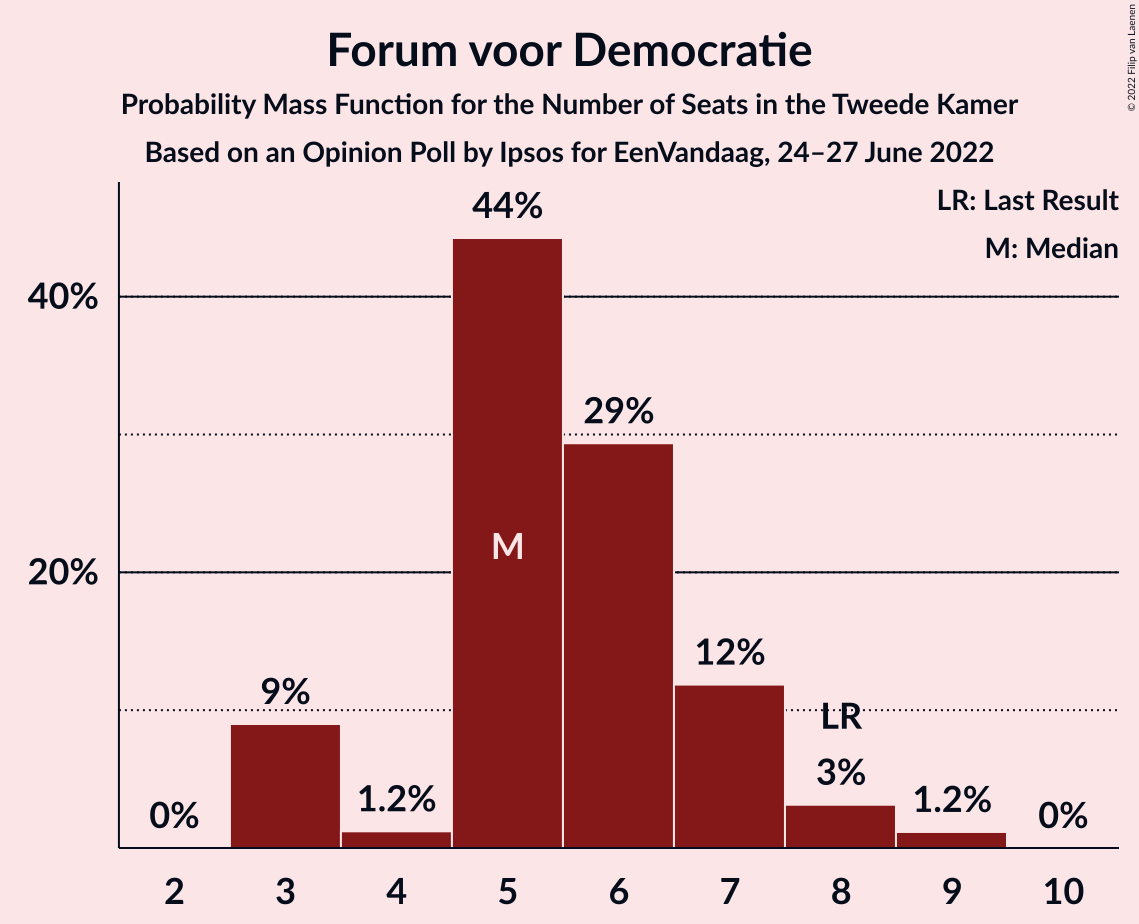 Forum voor Democratie
Probability Mass Function for the Number of Seats in the Tweede Kamer
Based on an Opinion Poll by Ipsos for EenVandaag, 24–27 June 2022
© 2022 Filip van Laenen
LR: Last Result
M: Median
40%
20%
0%
9%
1.2%
44%
M
29%
12%
LR
3%
1.2%
0%
2 3 4 5 6 7 8 9 10